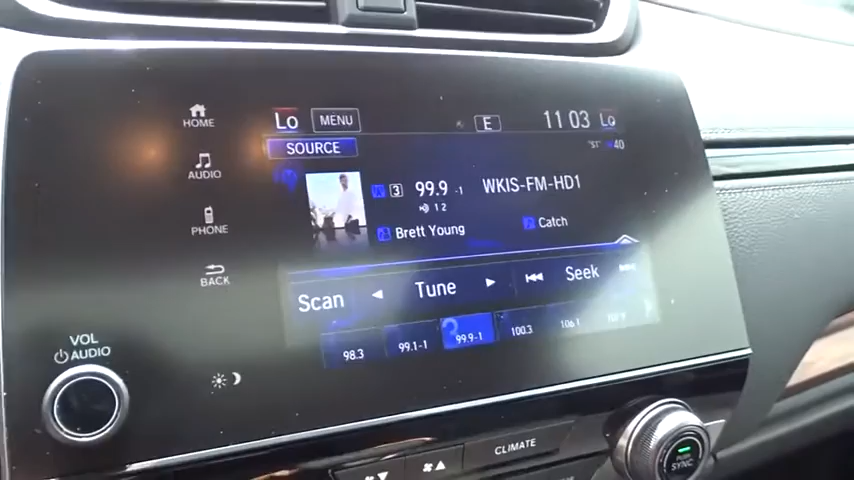 HOME
AUDIO
PHONE
BACK
VOL
AUDIO
Lo MENU E 11 03 Lo
SOURCE
40
3 99.9 -1 WKIS-FM-HD1
1 2
Brett Young Catch
Scan Tune Seek
98.3 99.1-1 3 99.9-1 100.3 106.1
CLIMATE
PUSH
SYNC